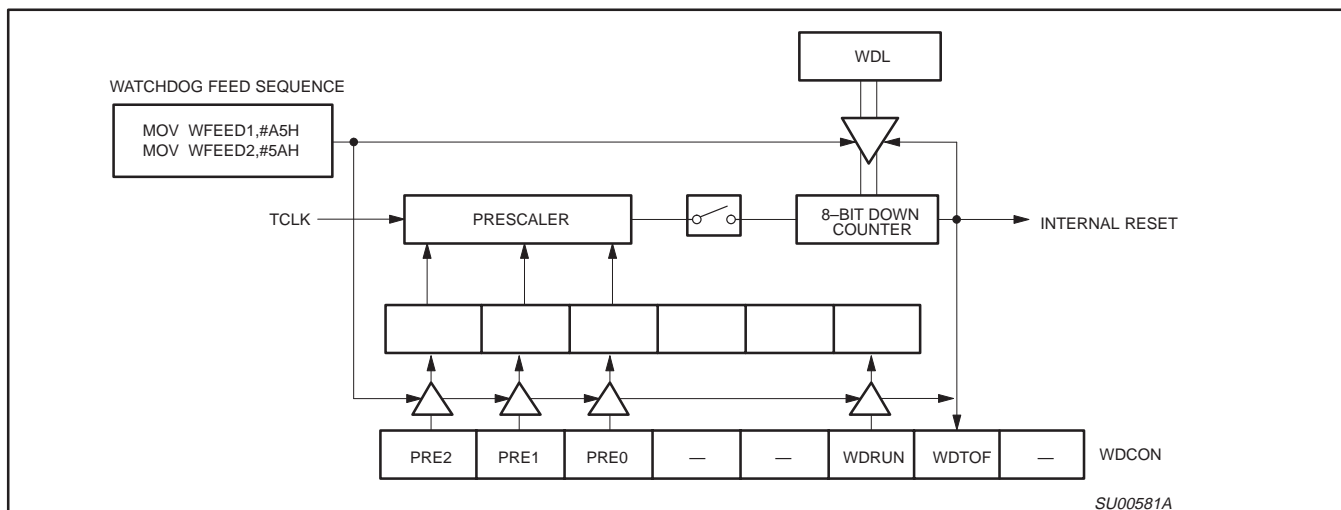 WDL
WATCHDOG FEED SEQUENCE
MOV WFEED1,#A5H
MOV WFEED2,#5AH
TCLK
PRESCALER
8–BIT DOWN
COUNTER
INTERNAL RESET
PRE2 PRE1 PRE0 — — WDRUN WDTOF — WDCON
SU00581A